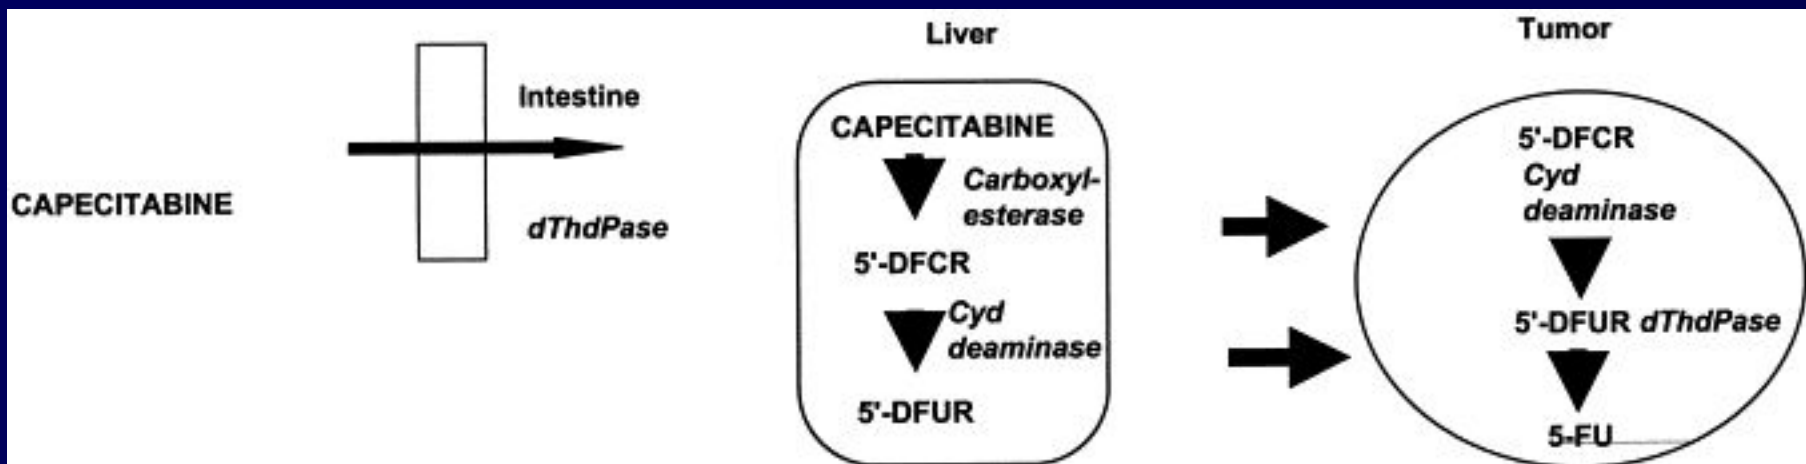 CAPECITABINE
Intestine
dThdPase
Liver
CAPECITABINE
Carboxyl-
esterase
5'-DFCR
Cyd
deaminase
5'-DFUR
Tumor
5'-DFCR
Cyd
deaminase
5'-DFUR dThdPase
5-FU